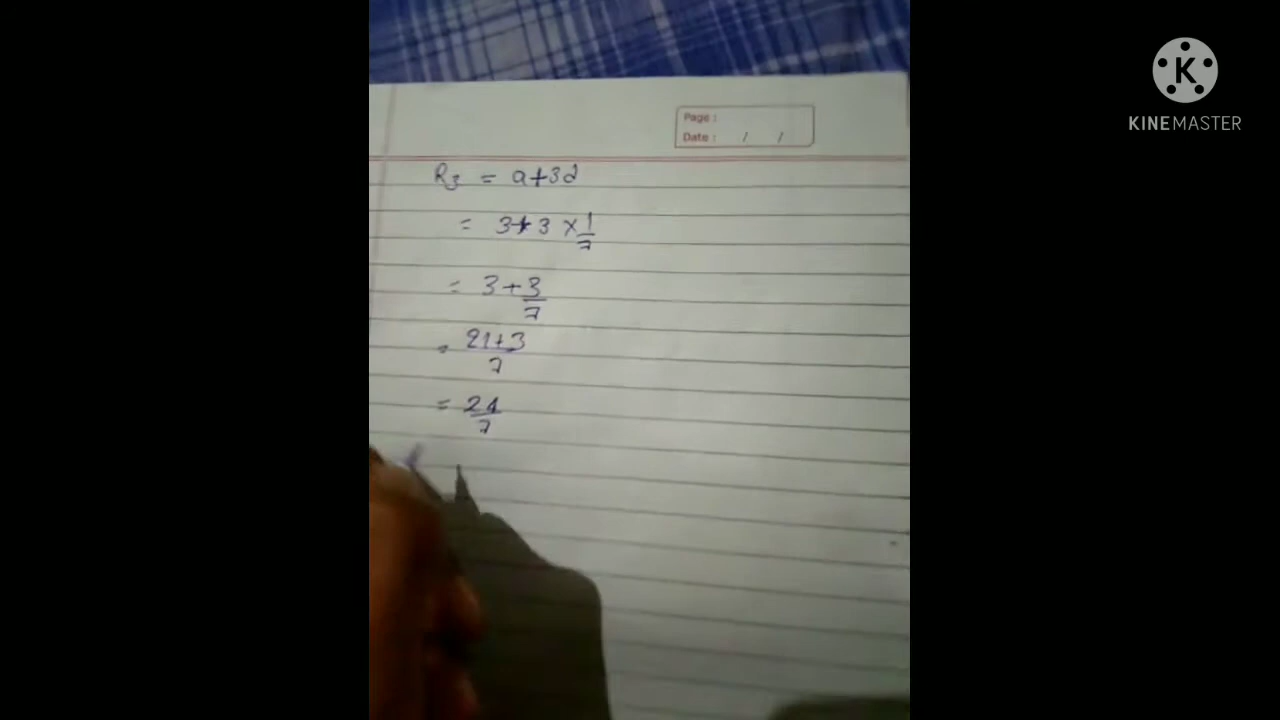 KINEMASTER
Page :
Date : / /
R3 = a+3d
= 3+3 × 1/7
= 3+3/7
= 21+3/7
= 24/7